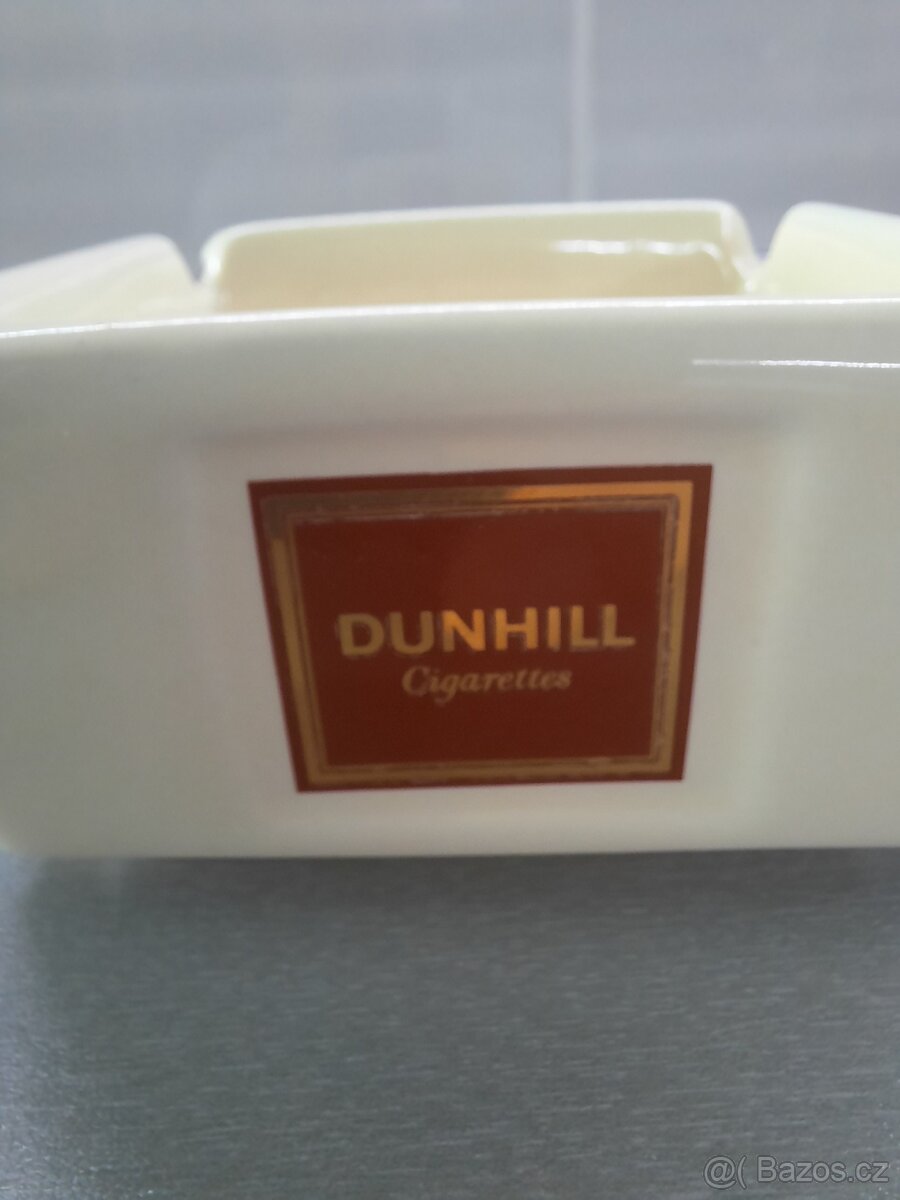 DUNHILL
Cigarettes
@( Bazos.cz